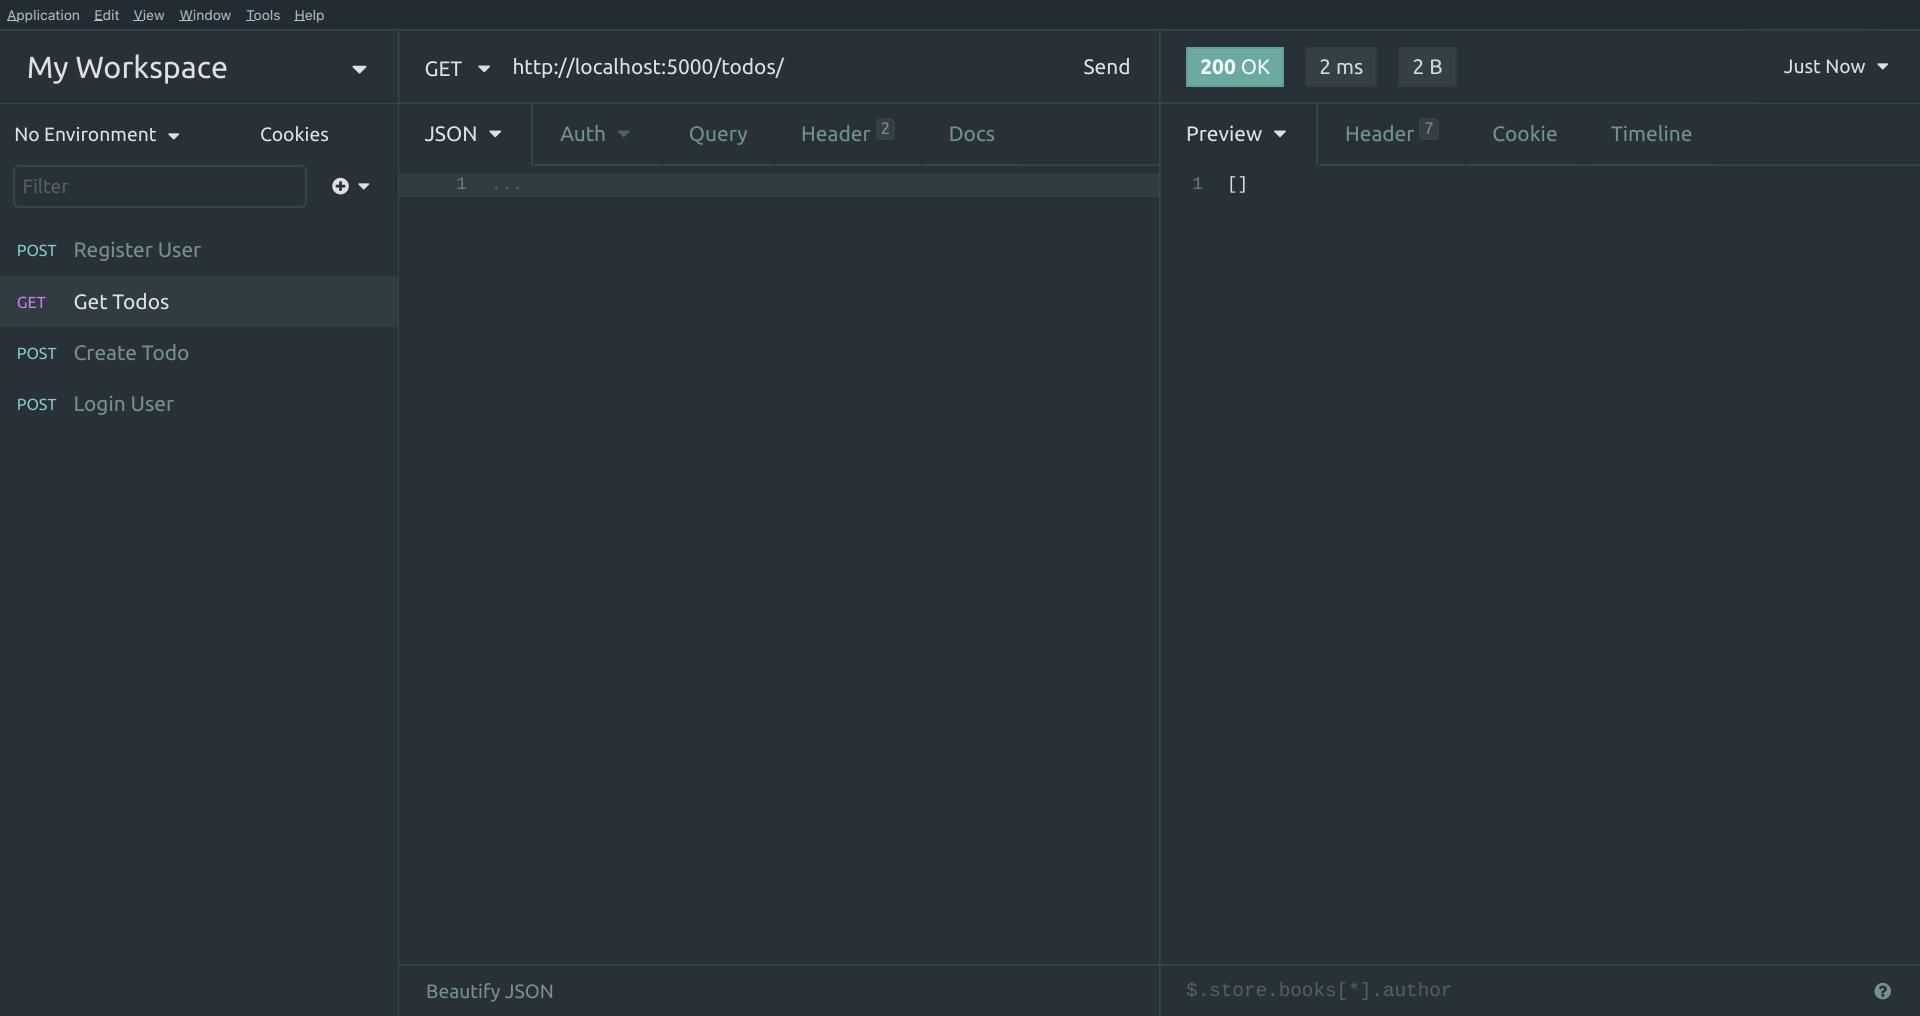 Application Edit View Window Tools Help
My Workspace
No Environment Cookies
Filter
POST Register User
GET Get Todos
POST Create Todo
POST Login User
GET http://localhost:5000/todos/ Send
JSON Auth Query Header 2 Docs
1 ...
Beautify JSON
200 OK 2 ms 2 B Just Now
Preview Header 7 Cookie Timeline
1 []
$.store.books[*].author ?